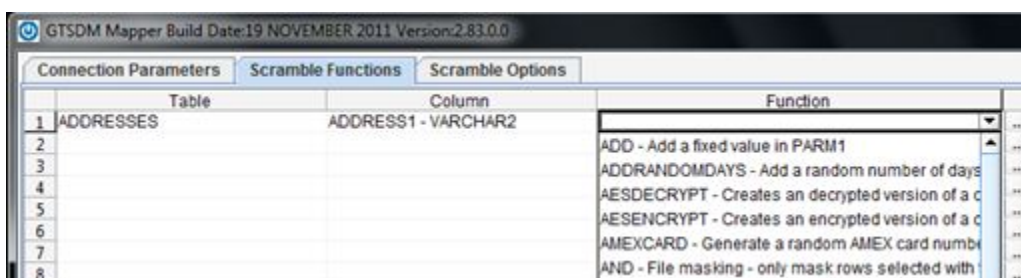 GTSDM Mapper Build Date:19 NOVEMBER 2011 Version:2.83.0.0
Connection Parameters Scramble Functions Scramble Options
Table Column Function
1 ADDRESSES ADDRESS1 - VARCHAR2 ...
2 ADD - Add a fixed value in PARM1
3 ADDRANDOMDAYS - Add a random number of days
4 AESDECRYPT - Creates an decrypted version of a
5 AESENCRYPT - Creates an encrypted version of a
6
7 AMEXCARD - Generate a random AMEX card
8 AND - File masking - only mask rows selected with